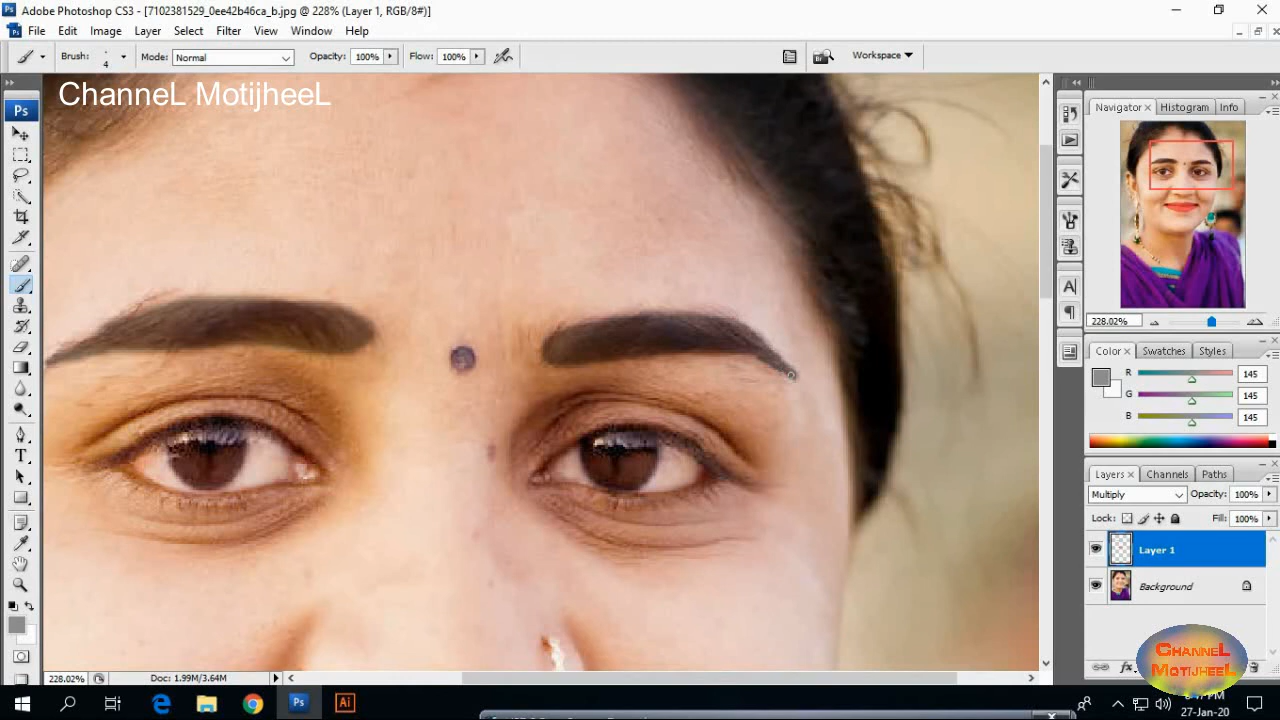 Adobe Photoshop CS3 - [7102381529_0ee42b46ca_b.jpg @ 228% (Layer 1, RGB/8#)]
File Edit Image Layer Select Filter View Window Help
Brush: 4 Mode: Normal Opacity: 100% Flow: 100% Workspace
ChanneL MotijheeL
Ps
Navigator Histogram Info
228.02%
Color Swatches Styles
R 145
G 145
B 145
Layers Channels Paths
Multiply Opacity: 100%
Lock: Fill: 100%
Layer 1
Background
ChanneL
MotijheeL
228.02% Doc: 1.99M/3.64M
Ps Ai
27-Jan-20